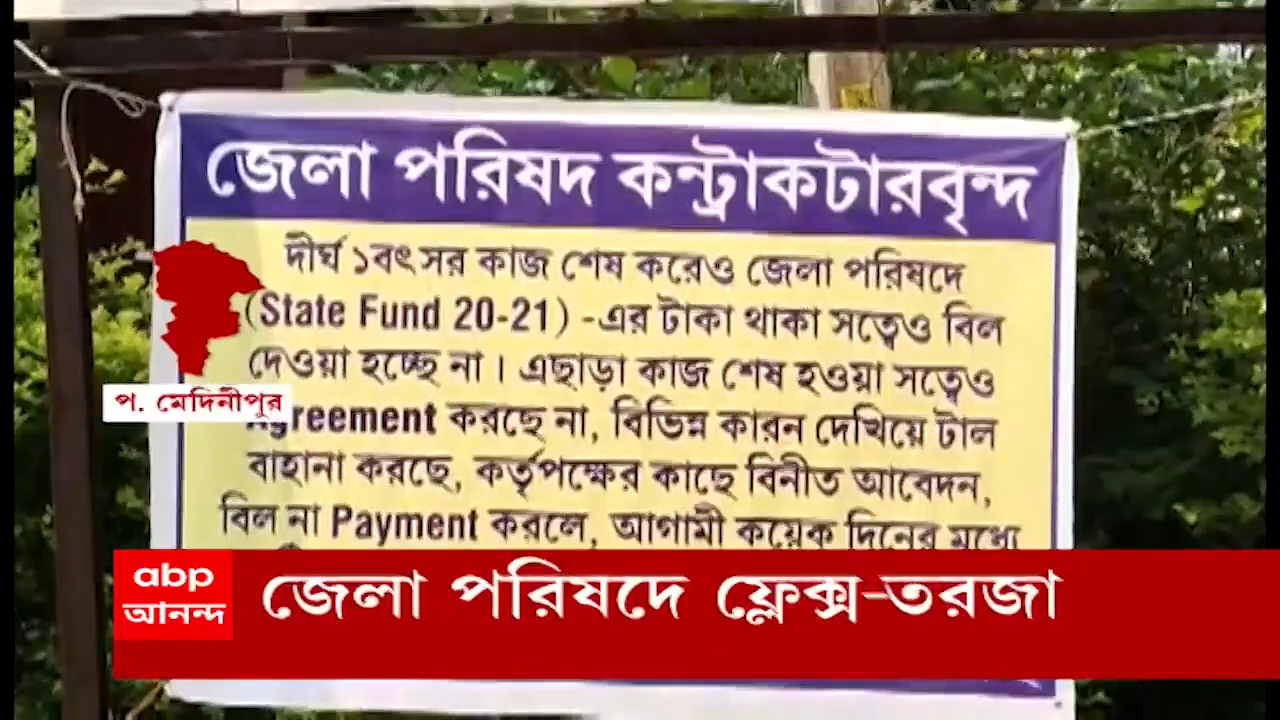 জেলা পরিষদ কন্ট্রাকটারবৃন্দ
দীর্ঘ ১বৎসর কাজ শেষ করেও জেলা পরিষদে
(State Fund 20-21) -এর টাকা থাকা সত্বেও বিল
দেওয়া হচ্ছে না। এছাড়া কাজ শেষ হওয়া সত্বেও
Agreement করছে না, বিভিন্ন কারন দেখিয়ে টাল
বাহানা করছে, কর্তৃপক্ষের কাছে বিনীত আবেদন,
বিল না Payment করলে, আগামী কয়েক দিনের মধ্যে
প. মেদিনীপুর
abp
আনন্দ
জেলা পরিষদে ফ্লেক্স-তরজা